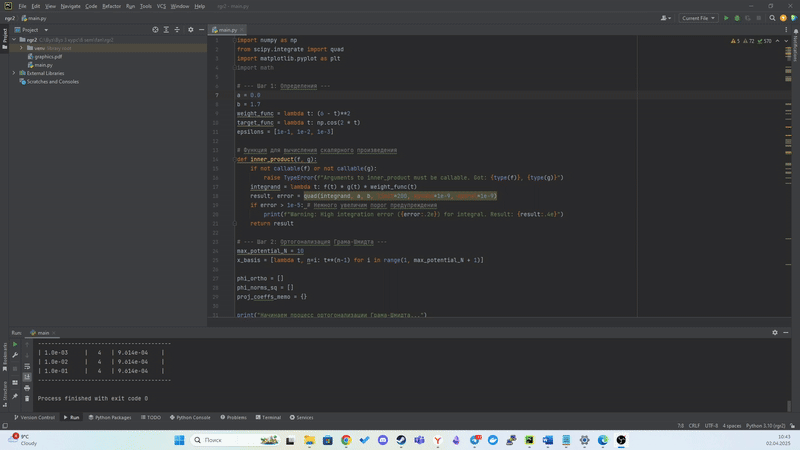 File Edit View Navigate Code Refactor Run Tools VCS Window Help rgr2 - main.py
rgr2 main.py
Current File
Project
main.py
venv library root
graphics.pdf
main.py
External Libraries
Scratches and Consoles
5 72 570
1 import numpy as np
2 from scipy.integrate import quad
3 import matplotlib.pyplot as plt
4 import math
5
6 # --- Шаг 1: Определения ---
7 a = 0.0
8 b = 1.7
9 weight_func = lambda t: (6 - t)**2
10 target_func = lambda t: np.cos(2 * t)
11 epsilons = [1e-1, 1e-2, 1e-3]
12
13 # Функция для вычисления скалярного произведения
14 def inner_product(f, g):
15 if not callable(f) or not callable(g):
16 raise TypeError(f"Arguments to inner_product must be callable. Got: {type(f)}, {type(g)}")
17 integrand = lambda t: f(t) * g(t) * weight_func(t)
18 result, error = quad(integrand, a, b, =200, =1e-9, =1e-9)
19 if error > 1e-5: # Немного увеличим порог предупреждения
20 print(f"Warning: High integration error ({error:.2e}) for integral. Result: {result:.4e}")
21 return result
22
23 # --- Шаг 2: Ортогонализация Грама-Шмидта ---
24 max_potential_N = 10
25 x_basis = [lambda t, n=i: t**(n-1) for i in range(1, max_potential_N + 1)]
26
27 phi_ortho = []
28 phi_norms_sq = []
29 proj_coeffs_memo = {}
30
31 print("Начинаем процесс ортогонализации Грама-Шмидта...")
Notifications
Run: main
----------------------------------------
| 1.0e-03 | 4 | 9.614e-04 |
| 1.0e-02 | 4 | 9.614e-04 |
| 1.0e-01 | 4 | 9.614e-04 |
----------------------------------------
Process finished with exit code 0
Bookmarks
Structure
Version Control Run Python Packages TODO Python Console Problems Terminal Services
7:8 CRLF UTF-8 4 spaces Python 3.10 (rgr2)
9°C
Cloudy
Поиск
10:43
02.04.2025